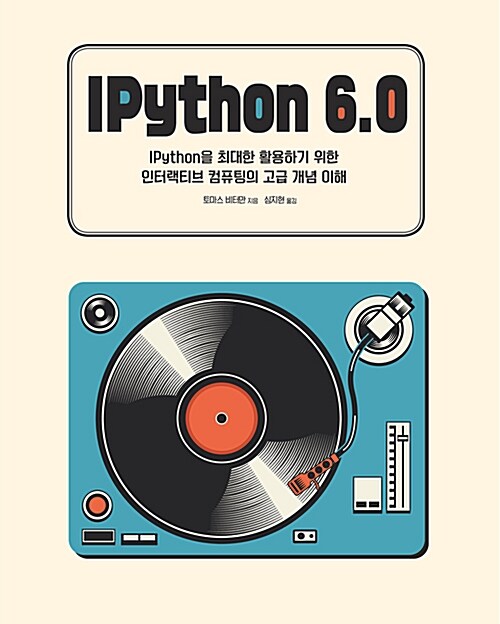 IPython 6.0
IPython을 최대한 활용하기 위한
인터랙티브 컴퓨팅의 고급 개념 이해
토마스 비터만 지음 심지현 옮김